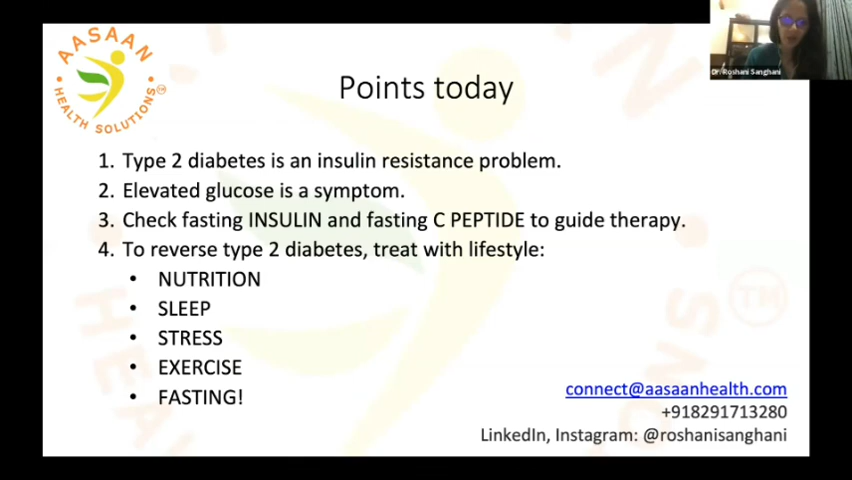 AASAAN
HEALTH SOLUTIONS
TM
Dr Roshani Sanghani
Points today
1. Type 2 diabetes is an insulin resistance problem.
2. Elevated glucose is a symptom.
3. Check fasting INSULIN and fasting C PEPTIDE to guide therapy.
4. To reverse type 2 diabetes, treat with lifestyle:
• NUTRITION
• SLEEP
• STRESS
• EXERCISE
• FASTING!
connect@aasaanhealth.com
+918291713280
LinkedIn, Instagram: @roshanisanghani
TM